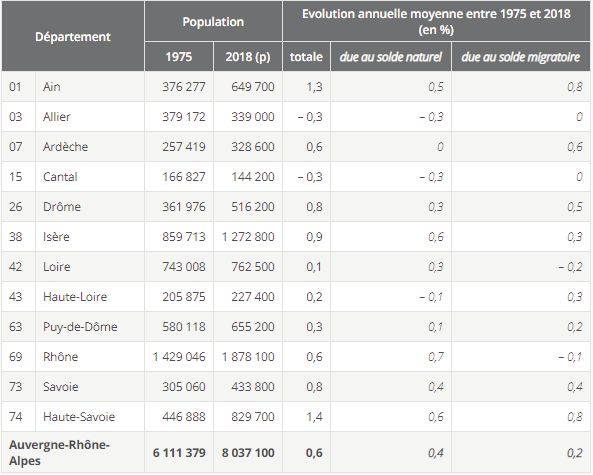 Département Population Evolution annuelle moyenne entre 1975 et 2018
(en %)
1975 2018 (p) totale due au solde naturel due au solde migratoire
01 Ain 376 277 649 700 1,3 0,5 0,8
03 Allier 379 172 339 000 – 0,3 – 0,3 0
07 Ardèche 257 419 328 600 0,6 0 0,6
15 Cantal 166 827 144 200 – 0,3 – 0,3 0
26 Drôme 361 976 516 200 0,8 0,3 0,5
38 Isère 859 713 1 272 800 0,9 0,6 0,3
42 Loire 743 008 762 500 0,1 0,3 – 0,2
43 Haute-Loire 205 875 227 400 0,2 – 0,1 0,3
63 Puy-de-Dôme 580 118 655 200 0,3 0,1 0,2
69 Rhône 1 429 046 1 878 100 0,6 0,7 – 0,1
73 Savoie 305 060 433 800 0,8 0,4 0,4
74 Haute-Savoie 446 888 829 700 1,4 0,6 0,8
Auvergne-Rhône-
Alpes 6 111 379 8 037 100 0,6 0,4 0,2